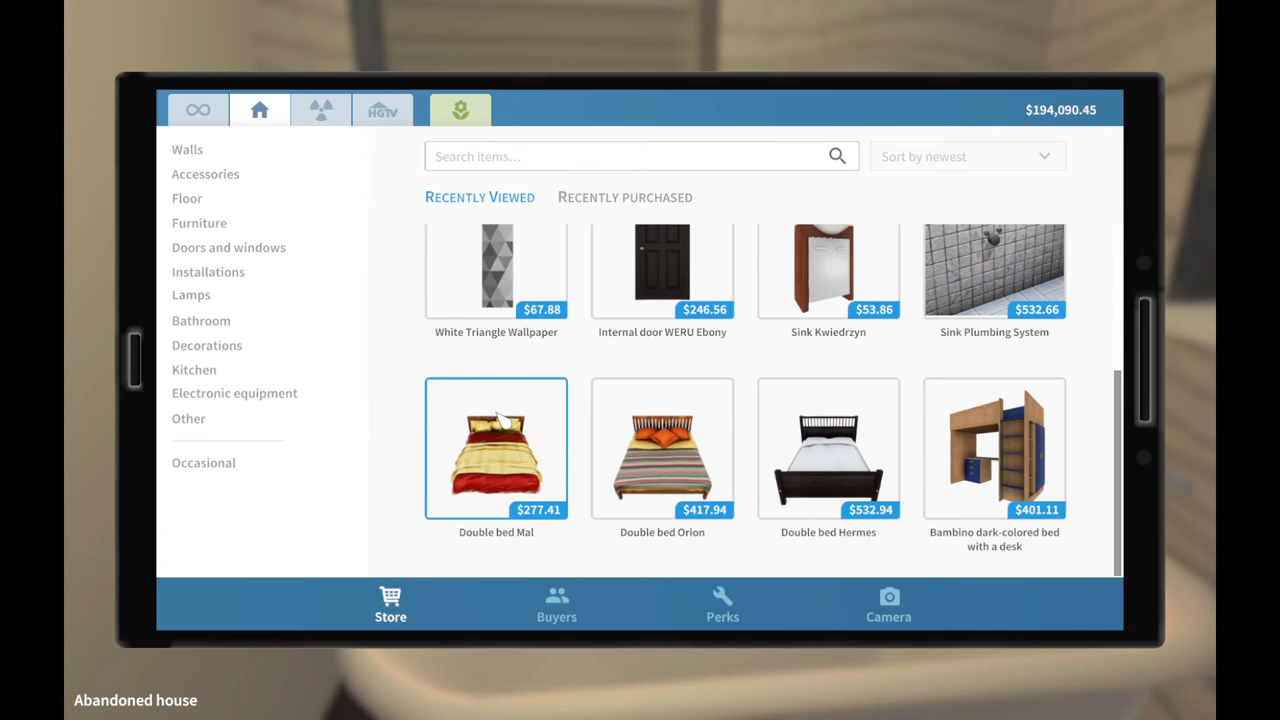 HGTV
$194,090.45
Walls
Accessories
Floor
Furniture
Doors and windows
Installations
Lamps
Bathroom
Decorations
Kitchen
Electronic equipment
Other
Occasional
Search items...
Sort by newest
RECENTLY VIEWED
RECENTLY PURCHASED
$67.88
$246.56
$53.86
$532.66
White Triangle Wallpaper
Internal door WERU Ebony
Sink Kwiedrzyn
Sink Plumbing System
$277.41
$417.94
$532.94
$401.11
Double bed Mal
Double bed Orion
Double bed Hermes
Bambino dark-colored bed
with a desk
Store
Buyers
Perks
Camera
Abandoned house